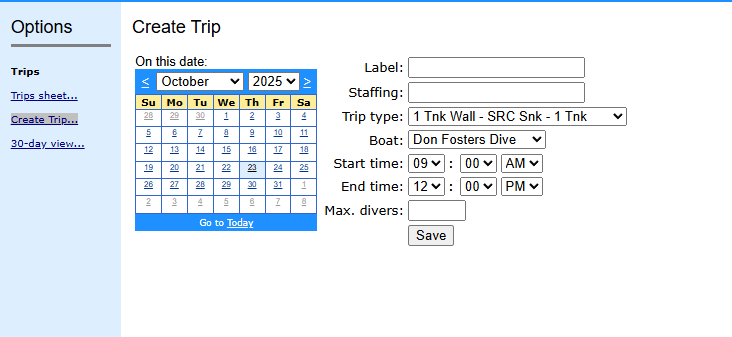 Options
Trips
Trips sheet...
Create Trip...
30-day view...
Create Trip
On this date:
< October 2025 >
Su Mo Tu We Th Fr Sa
28 29 30 1 2 3 4
5 6 7 8 9 10 11
12 13 14 15 16 17 18
19 20 21 22 23 24 25
26 27 28 29 30 31 1
2 3 4 5 6 7 8
Go to Today
Label:
Staffing:
Trip type: 1 Tnk Wall - SRC Snk - 1 Tnk
Boat: Don Fosters Dive
Start time: 09 : 00 AM
End time: 12 : 00 PM
Max. divers:
Save